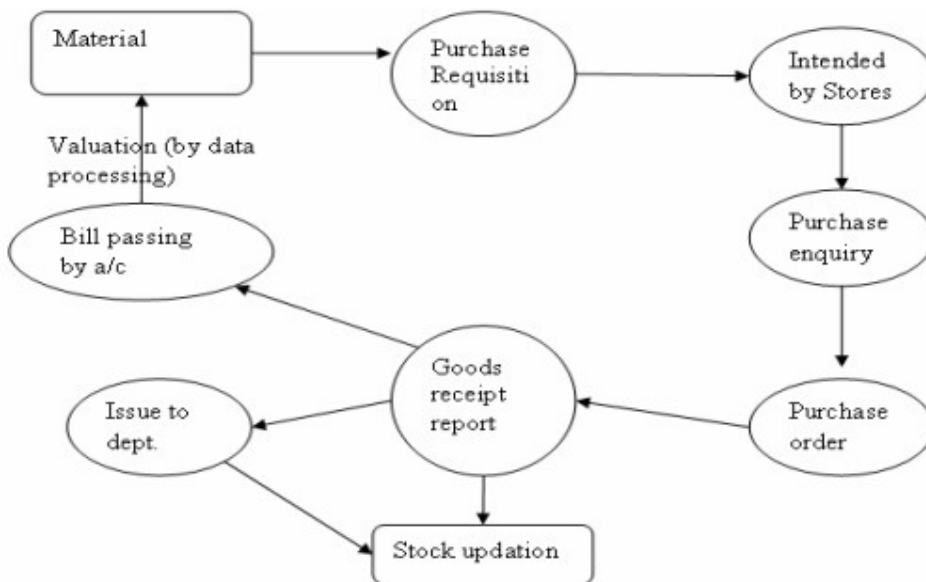 Material
Purchase
Requisiti
on
Intended
by Stores
Valuation (by data
processing)
Bill passing
by a/c
Purchase
enquiry
Goods
receipt
report
Issue to
dept.
Purchase
order
Stock updation